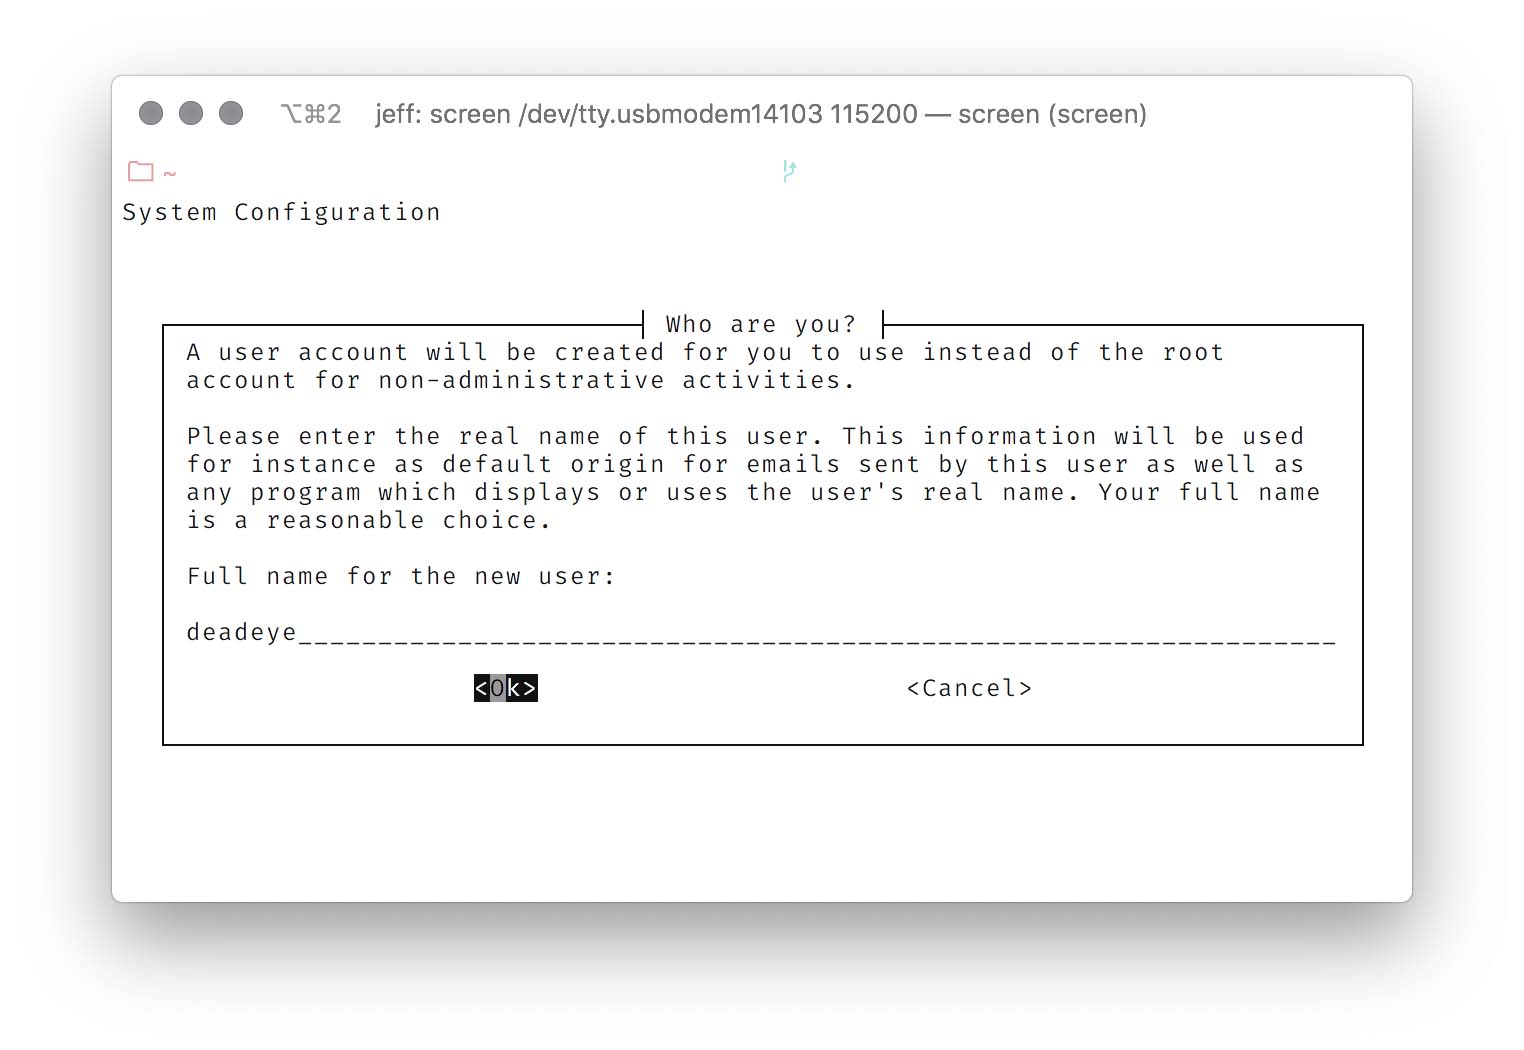 ⌥⌘2 jeff: screen /dev/tty.usbmodem14103 115200 — screen (screen)
~
System Configuration
Who are you?
A user account will be created for you to use instead of the root
account for non-administrative activities.
Please enter the real name of this user. This information will be used
for instance as default origin for emails sent by this user as well as
any program which displays or uses the user's real name. Your full name
is a reasonable choice.
Full name for the new user:
deadeye_________________________________________________________________
<Ok> <Cancel>